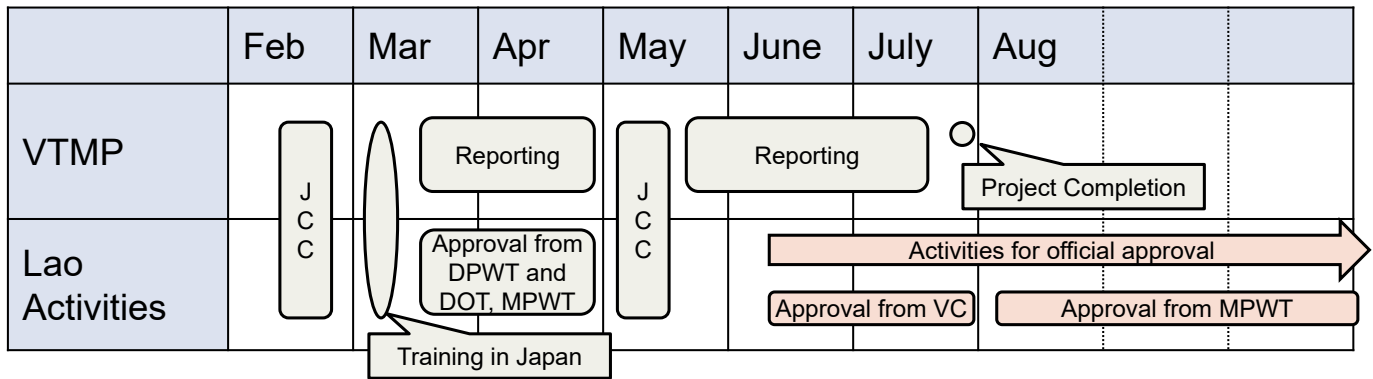 Feb Mar Apr May June July Aug
VTMP
J
C
C
Reporting
J
C
C
Reporting
Project Completion
Lao
Activities
Approval from
DPWT and
DOT, MPWT
Activities for official approval
Approval from VC
Approval from MPWT
Training in Japan